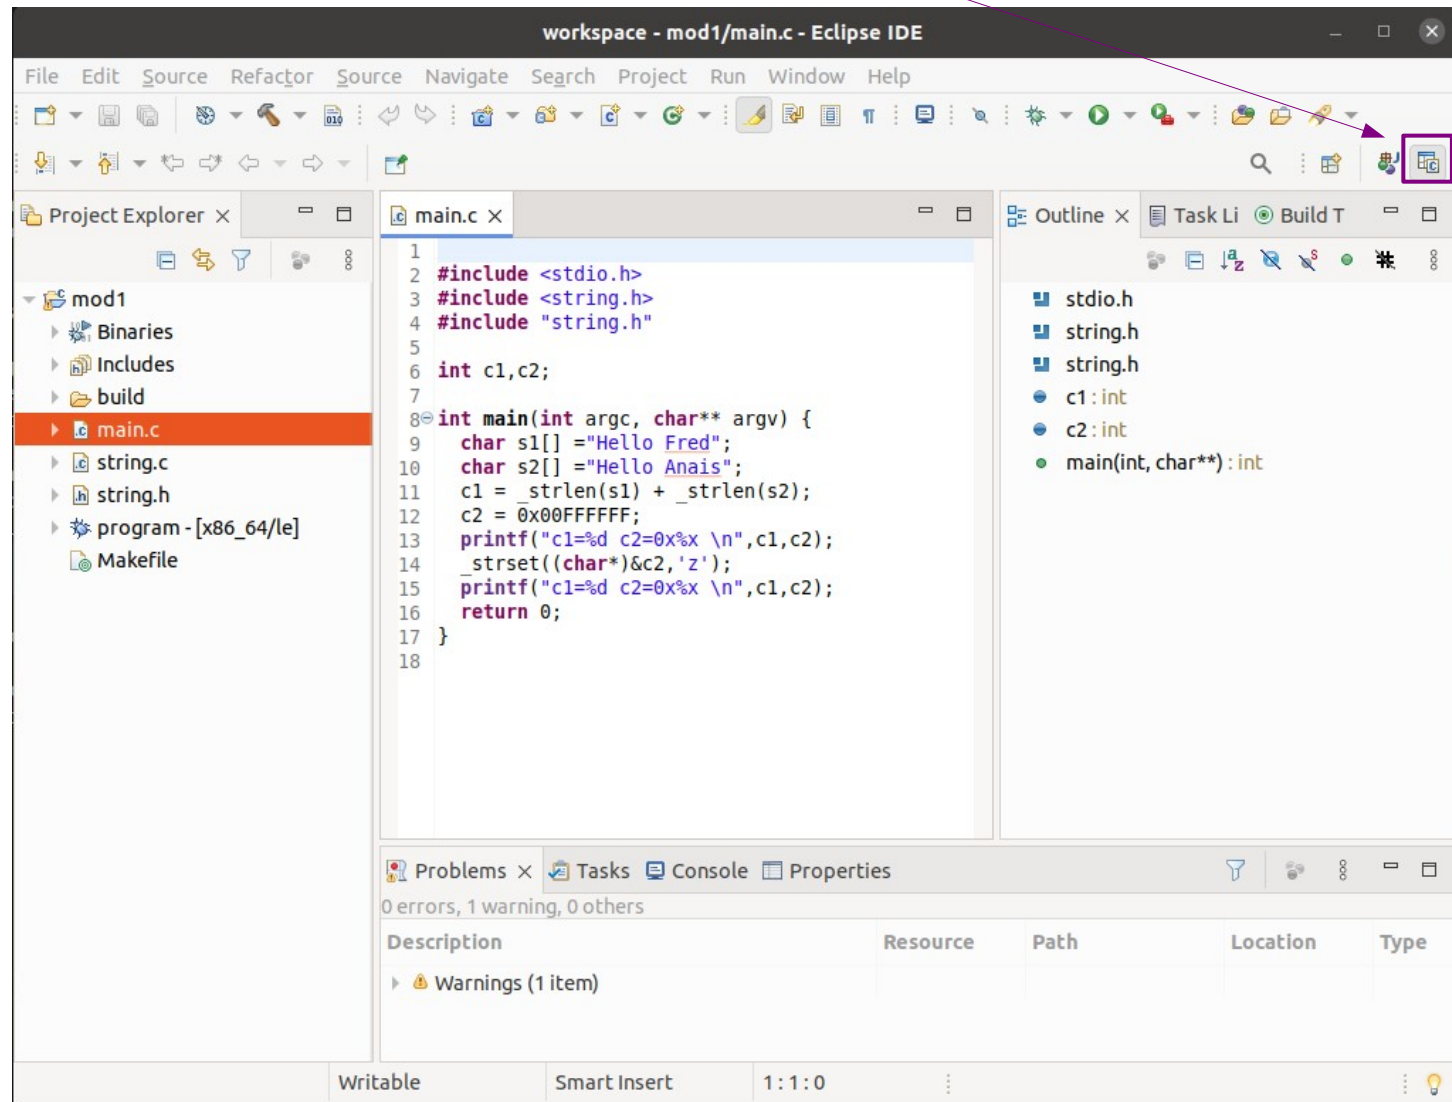 workspace - mod1/main.c - Eclipse IDE
File Edit Source Refactor Source Navigate Search Project Run Window Help
Project Explorer
mod1
Binaries
Includes
build
main.c
string.c
string.h
program - [x86_64/le]
Makefile
main.c
1
2 #include <stdio.h>
3 #include <string.h>
4 #include "string.h"
5
6 int c1,c2;
7
8 int main(int argc, char** argv) {
9 char s1[] ="Hello Fred";
10 char s2[] ="Hello Anais";
11 c1 = _strlen(s1) + _strlen(s2);
12 c2 = 0x00FFFFFF;
13 printf("c1=%d c2=0x%x \n",c1,c2);
14 _strset((char*)&c2,'z');
15 printf("c1=%d c2=0x%x \n",c1,c2);
16 return 0;
17 }
18
Outline Task Li Build T
stdio.h
string.h
string.h
c1 : int
c2 : int
main(int, char**) : int
Problems Tasks Console Properties
0 errors, 1 warning, 0 others
Description Resource Path Location Type
Warnings (1 item)
Writable Smart Insert 1 : 1 : 0